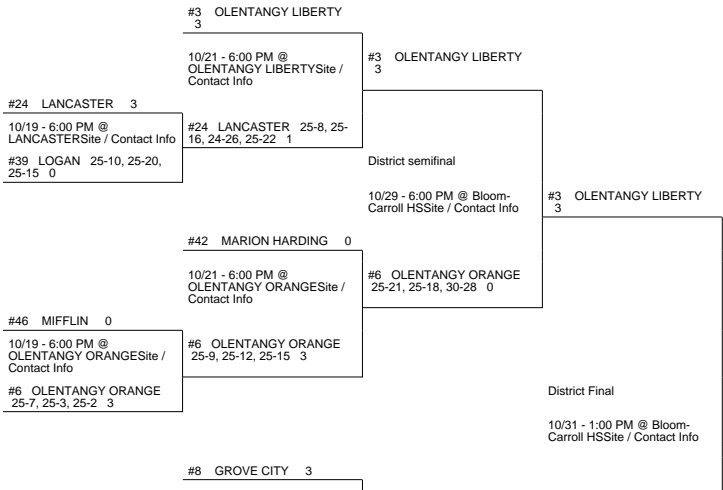 #3 OLENTANGY LIBERTY
3
10/21 - 6:00 PM @
OLENTANGY LIBERTYSite /
Contact Info
#3 OLENTANGY LIBERTY
3
#24 LANCASTER 3
10/19 - 6:00 PM @
LANCASTERSite / Contact Info
#24 LANCASTER 25-8, 25-
16, 24-26, 25-22 1
#39 LOGAN 25-10, 25-20,
25-15 0
District semifinal
10/29 - 6:00 PM @ Bloom-
Carroll HSSite / Contact Info
#3 OLENTANGY LIBERTY
3
#42 MARION HARDING 0
10/21 - 6:00 PM @
OLENTANGY ORANGESite /
Contact Info
#6 OLENTANGY ORANGE
25-21, 25-18, 30-28 0
#46 MIFFLIN 0
10/19 - 6:00 PM @
OLENTANGY ORANGESite /
Contact Info
#6 OLENTANGY ORANGE
25-9, 25-12, 25-15 3
#6 OLENTANGY ORANGE
25-7, 25-3, 25-2 3
District Final
10/31 - 1:00 PM @ Bloom-
Carroll HSSite / Contact Info
#8 GROVE CITY 3